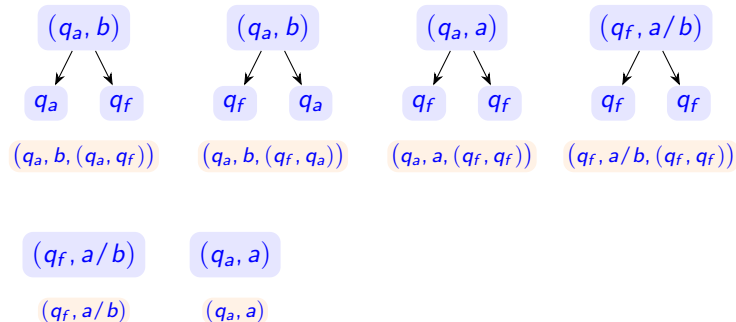 (q_a, b) (q_a, b) (q_a, a) (q_f, a/b)
q_a q_f q_f q_a q_f q_f q_f q_f
(q_a, b, (q_a, q_f)) (q_a, b, (q_f, q_a)) (q_a, a, (q_f, q_f)) (q_f, a/b, (q_f, q_f))
(q_f, a/b) (q_a, a)
(q_f, a/b) (q_a, a)